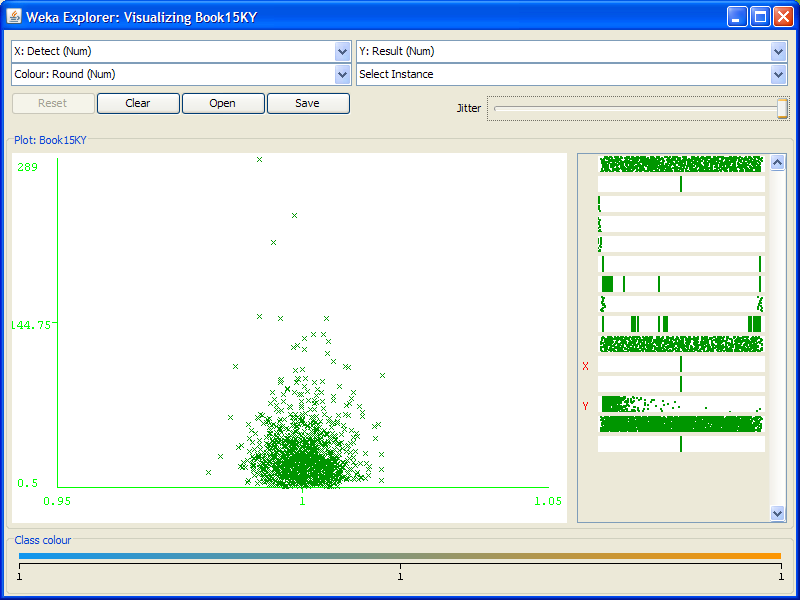 Weka Explorer: Visualizing Book15KY
X: Detect (Num)
Y: Result (Num)
Colour: Round (Num)
Select Instance
Reset
Clear
Open
Save
Jitter
Plot: Book15KY
289
144.75
0.5
0.95
1
1.05
X
Y
Class colour
1
1
1